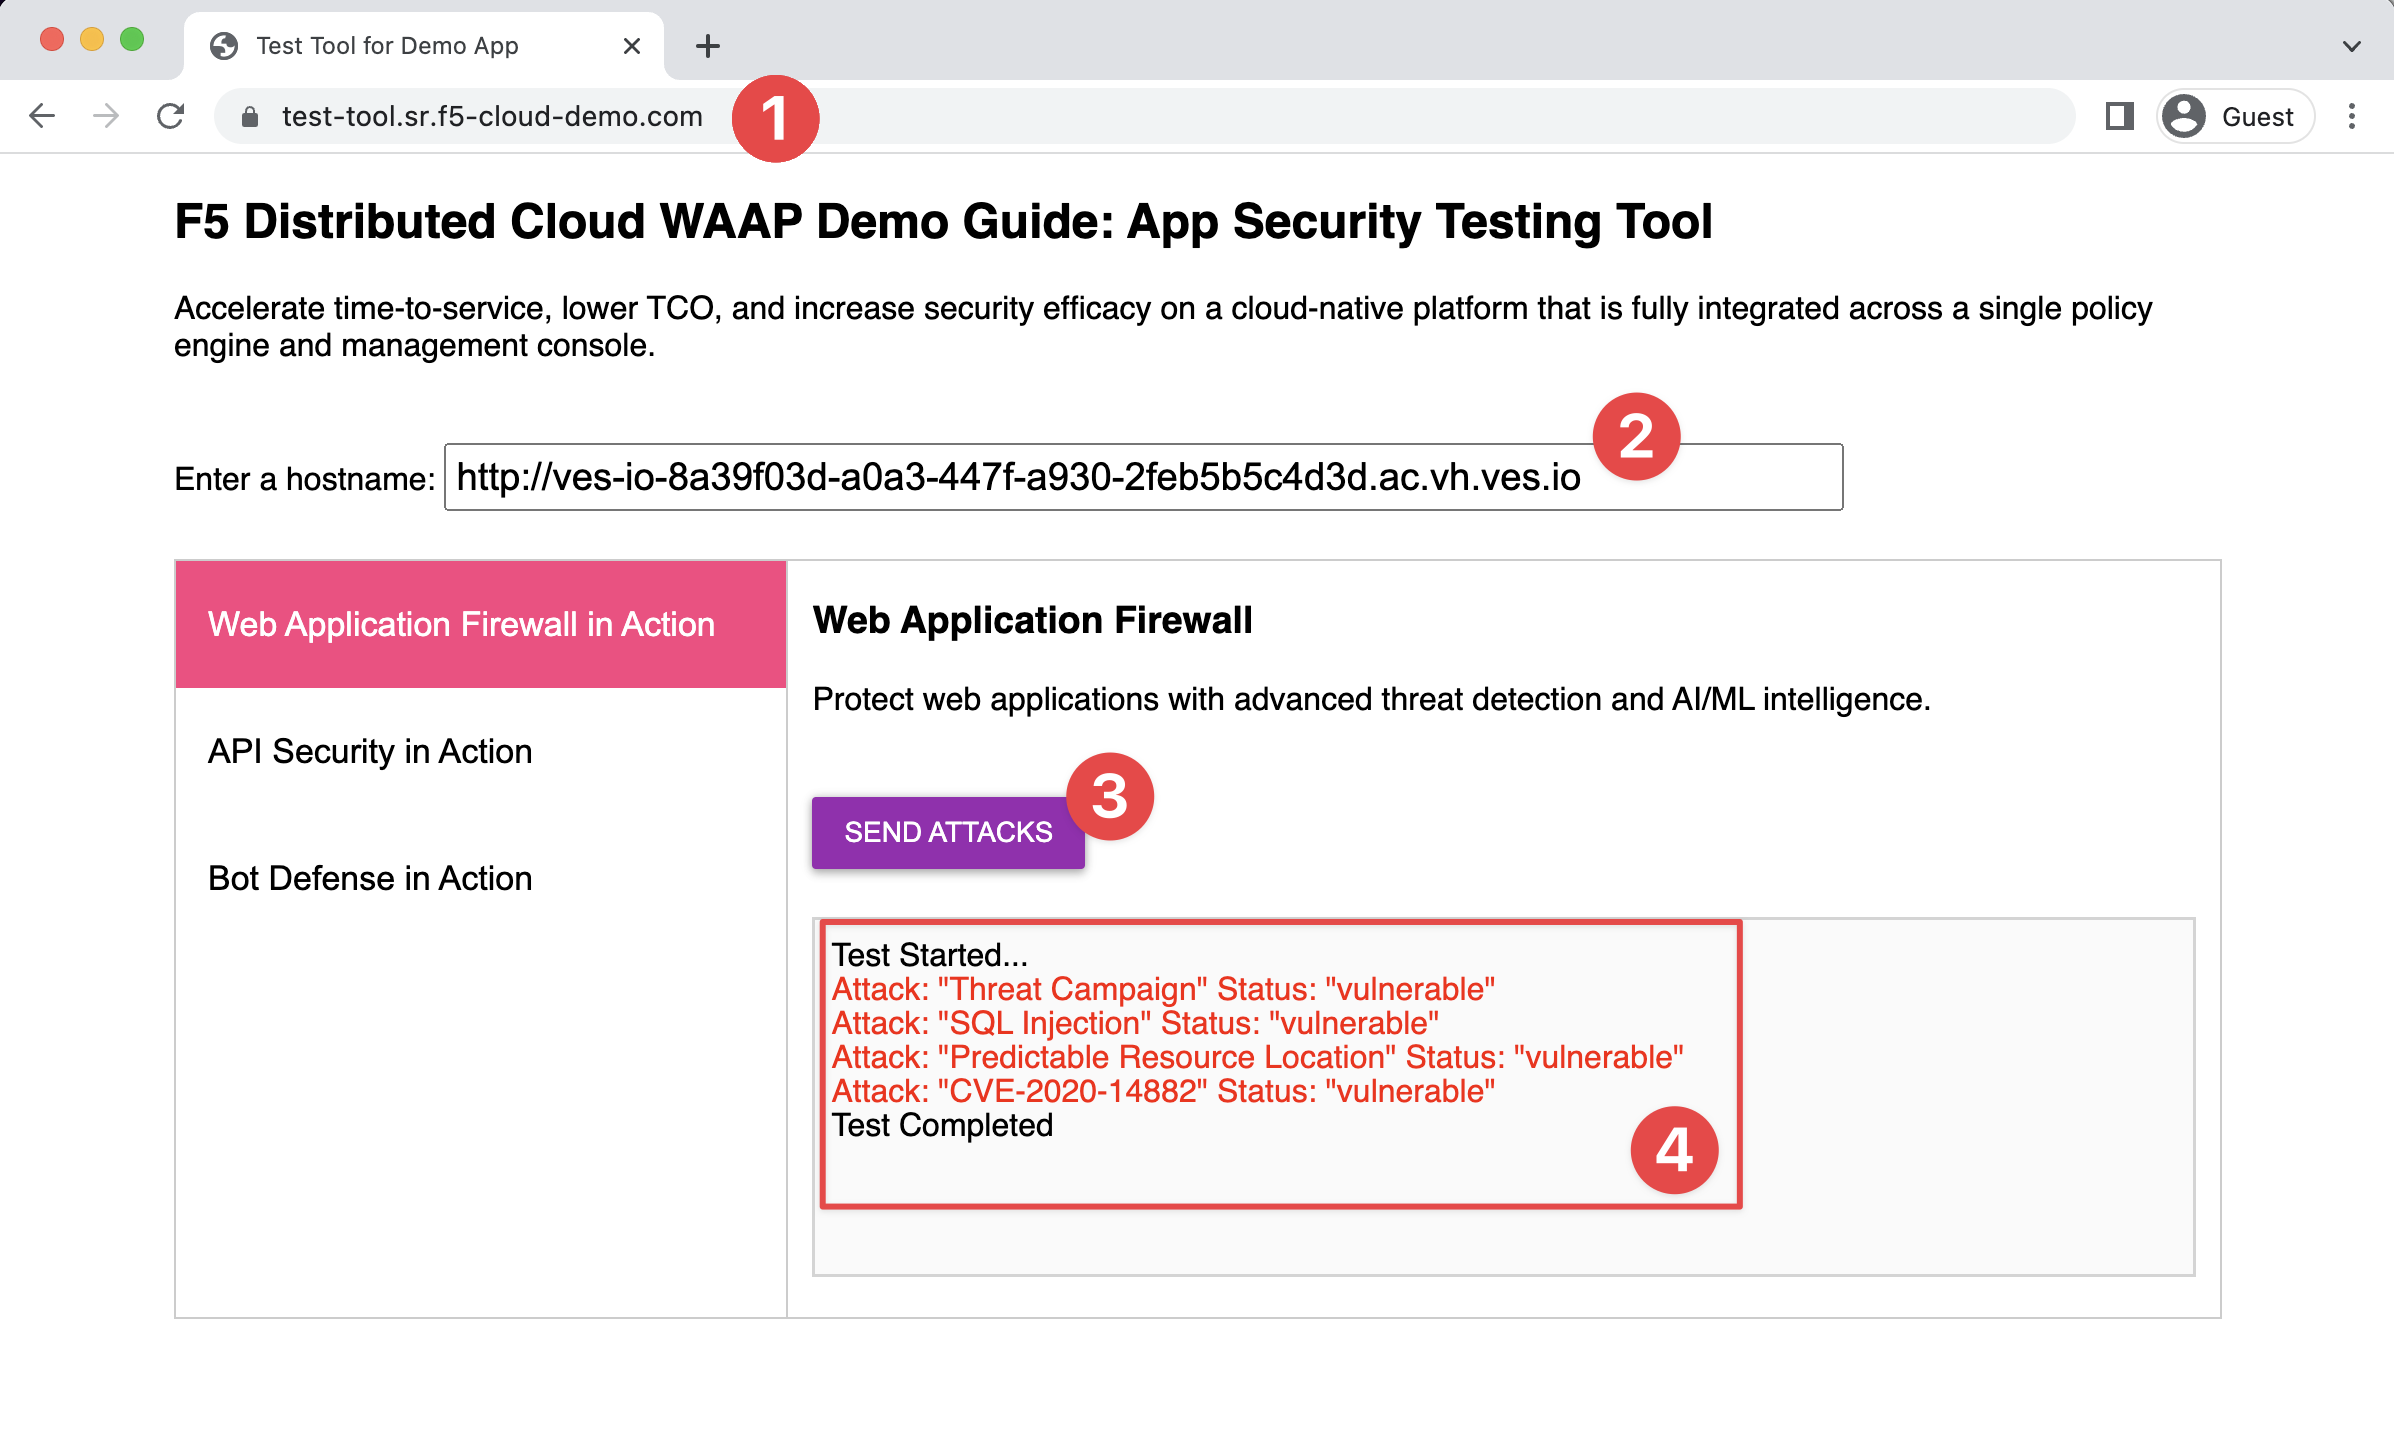 Test Tool for Demo App
test-tool.sr.f5-cloud-demo.com
1
Guest
F5 Distributed Cloud WAAP Demo Guide: App Security Testing Tool
Accelerate time-to-service, lower TCO, and increase security efficacy on a cloud-native platform that is fully integrated across a single policy
engine and management console.
2
Enter a hostname: http://ves-io-8a39f03d-a0a3-447f-a930-2feb5b5c4d3d.ac.vh.ves.io
Web Application Firewall in Action
API Security in Action
Bot Defense in Action
Web Application Firewall
Protect web applications with advanced threat detection and AI/ML intelligence.
3
SEND ATTACKS
Test Started...
Attack: "Threat Campaign" Status: "vulnerable"
Attack: "SQL Injection" Status: "vulnerable"
Attack: "Predictable Resource Location" Status: "vulnerable"
Attack: "CVE-2020-14882" Status: "vulnerable"
Test Completed
4